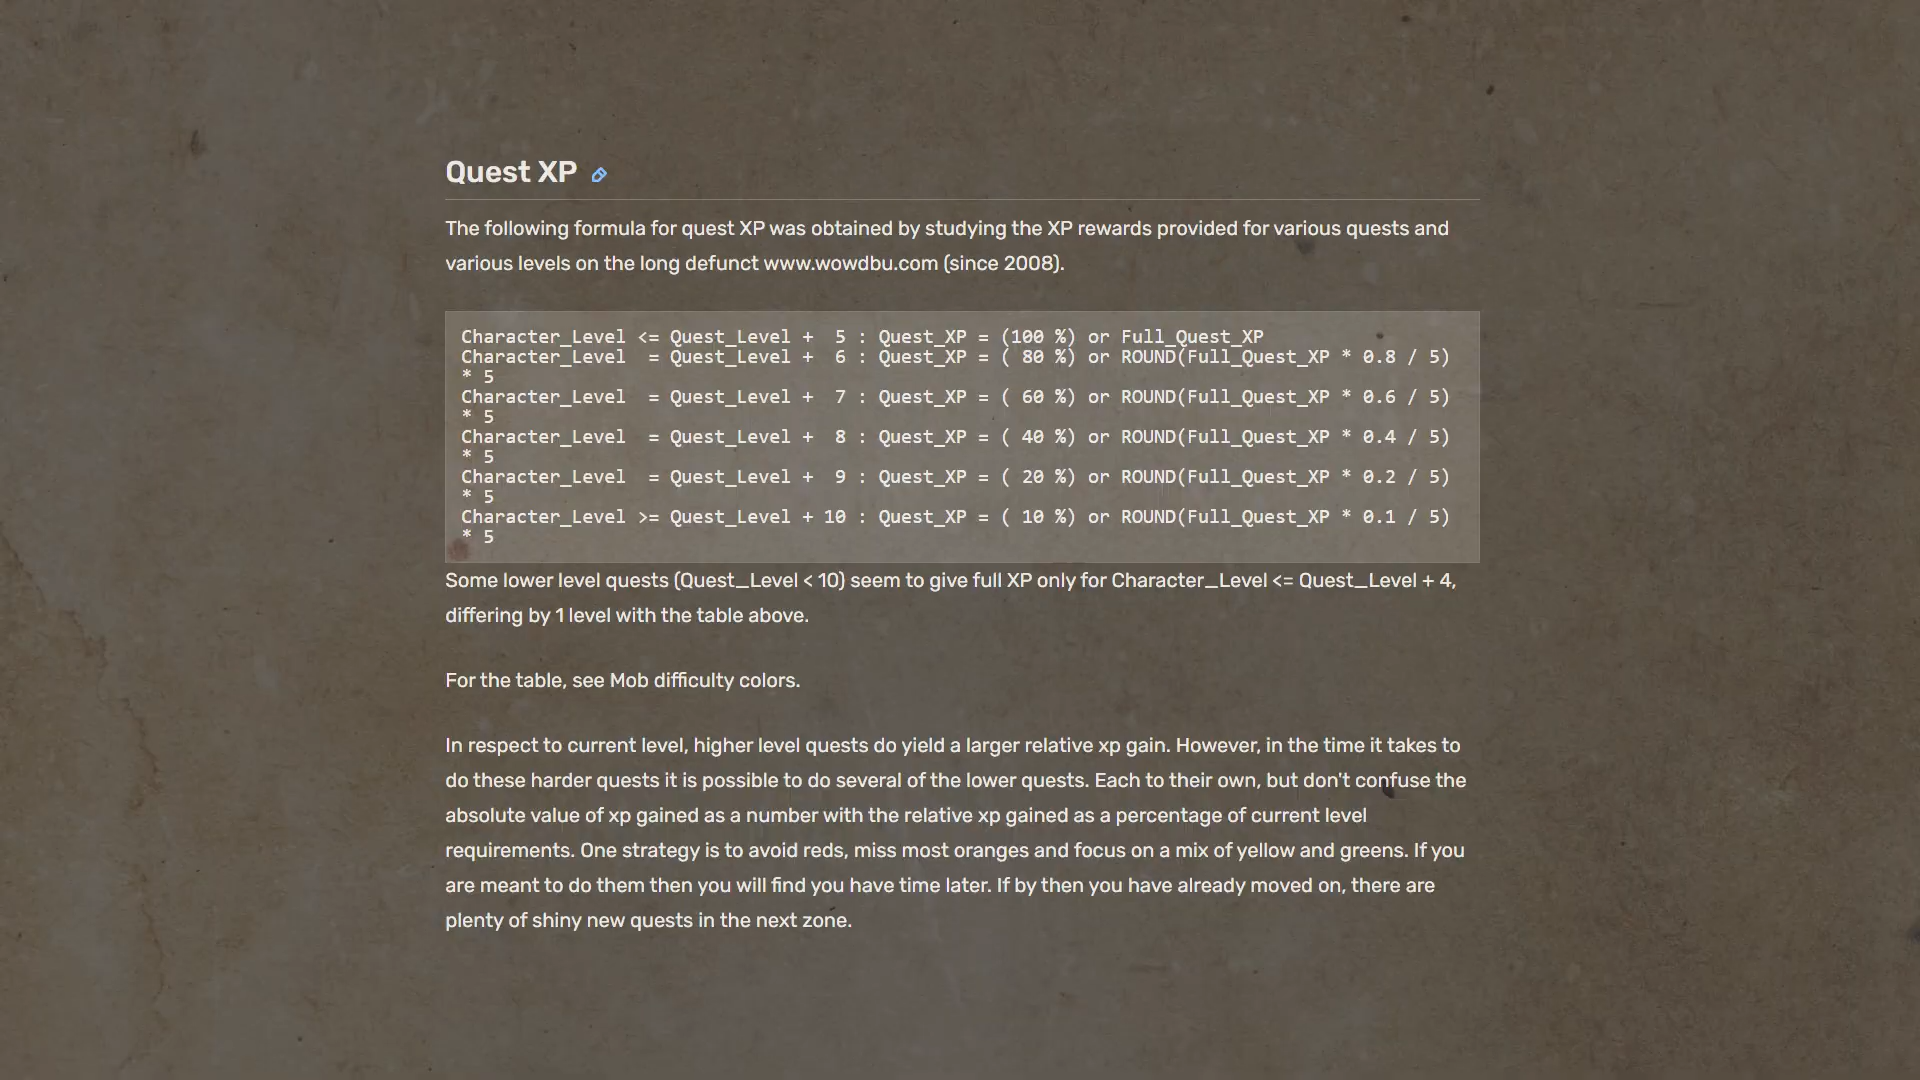 Quest XP
The following formula for quest XP was obtained by studying the XP rewards provided for various quests and
various levels on the long defunct www.wowdbu.com (since 2008).
Character_Level <= Quest_Level +  5 : Quest_XP = (100 %) or Full_Quest_XP
Character_Level  = Quest_Level +  6 : Quest_XP = ( 80 %) or ROUND(Full_Quest_XP * 0.8 / 5)
* 5
Character_Level  = Quest_Level +  7 : Quest_XP = ( 60 %) or ROUND(Full_Quest_XP * 0.6 / 5)
* 5
Character_Level  = Quest_Level +  8 : Quest_XP = ( 40 %) or ROUND(Full_Quest_XP * 0.4 / 5)
* 5
Character_Level  = Quest_Level +  9 : Quest_XP = ( 20 %) or ROUND(Full_Quest_XP * 0.2 / 5)
* 5
Character_Level >= Quest_Level + 10 : Quest_XP = ( 10 %) or ROUND(Full_Quest_XP * 0.1 / 5)
* 5
Some lower level quests (Quest_Level < 10) seem to give full XP only for Character_Level <= Quest_Level + 4,
differing by 1 level with the table above.
For the table, see Mob difficulty colors.
In respect to current level, higher level quests do yield a larger relative xp gain. However, in the time it takes to
do these harder quests it is possible to do several of the lower quests. Each to their own, but don't confuse the
absolute value of xp gained as a number with the relative xp gained as a percentage of current level
requirements. One strategy is to avoid reds, miss most oranges and focus on a mix of yellow and greens. If you
are meant to do them then you will find you have time later. If by then you have already moved on, there are
plenty of shiny new quests in the next zone.